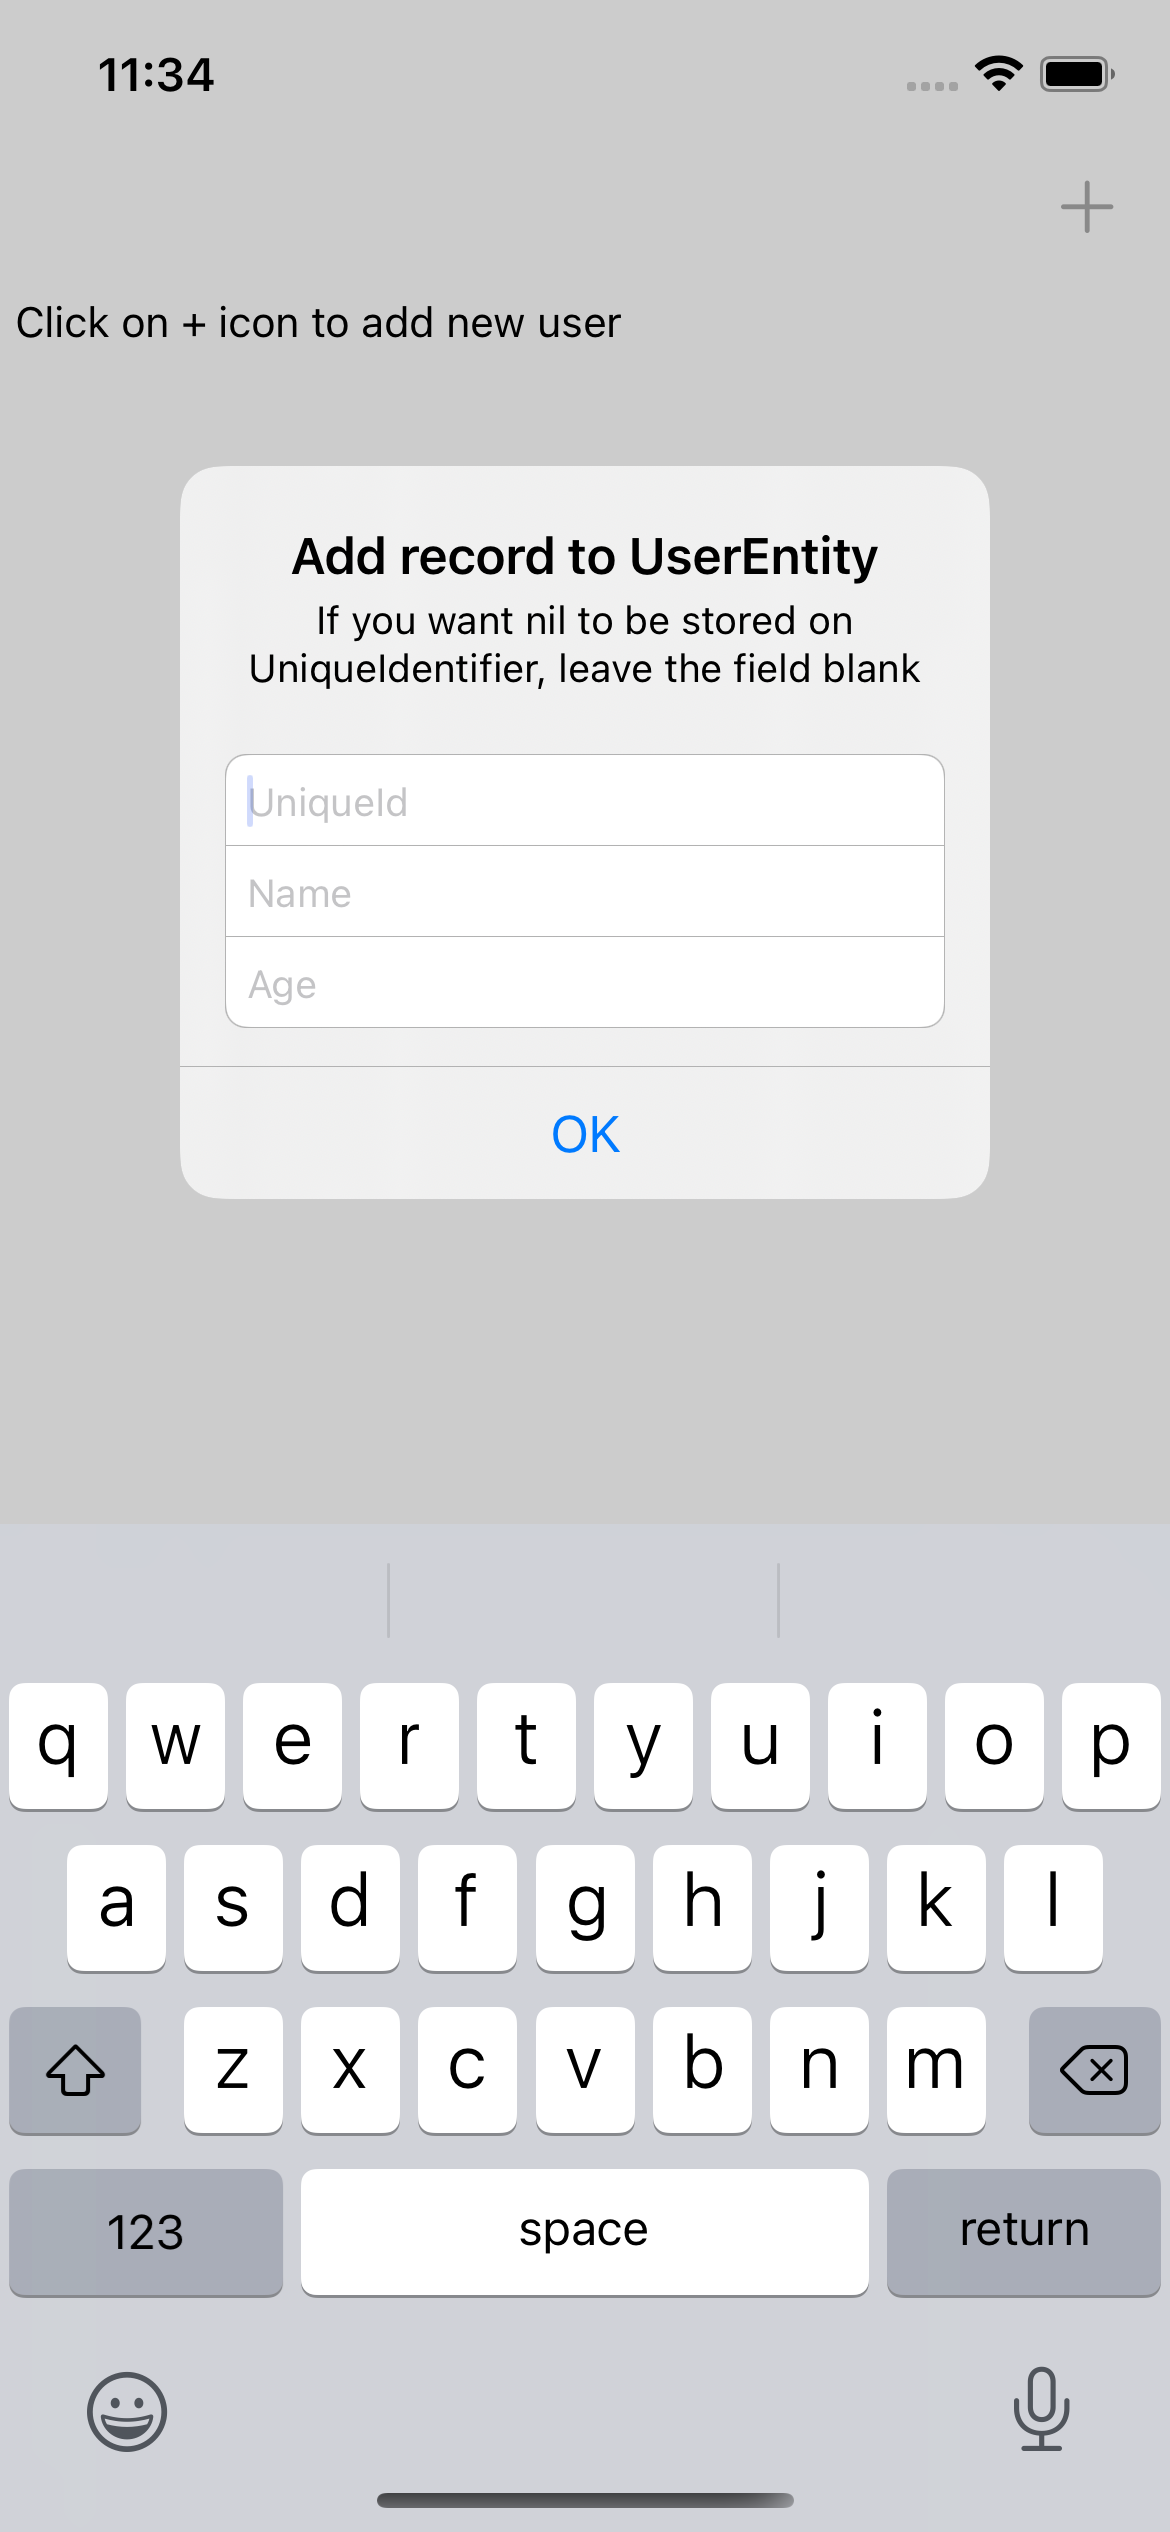 11:34
Click on + icon to add new user
Add record to UserEntity
If you want nil to be stored on
UniqueIdentifier, leave the field blank
UniqueId
Name
Age
OK
q w e r t y u i o p
a s d f g h j k l
z x c v b n m
123 space return